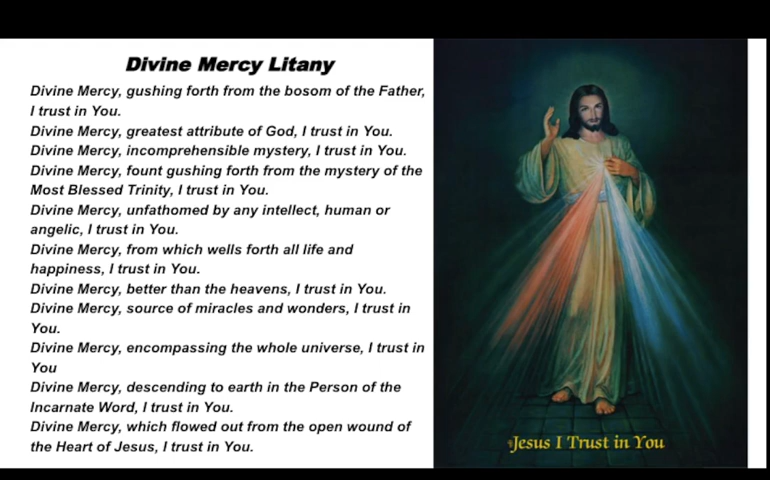 Divine Mercy Litany
Divine Mercy, gushing forth from the bosom of the Father,
I trust in You.
Divine Mercy, greatest attribute of God, I trust in You.
Divine Mercy, incomprehensible mystery, I trust in You.
Divine Mercy, fount gushing forth from the mystery of the
Most Blessed Trinity, I trust in You.
Divine Mercy, unfathomed by any intellect, human or
angelic, I trust in You.
Divine Mercy, from which wells forth all life and
happiness, I trust in You.
Divine Mercy, better than the heavens, I trust in You.
Divine Mercy, source of miracles and wonders, I trust in
You.
Divine Mercy, encompassing the whole universe, I trust in
You
Divine Mercy, descending to earth in the Person of the
Incarnate Word, I trust in You.
Divine Mercy, which flowed out from the open wound of
the Heart of Jesus, I trust in You.
Jesus I Trust in You